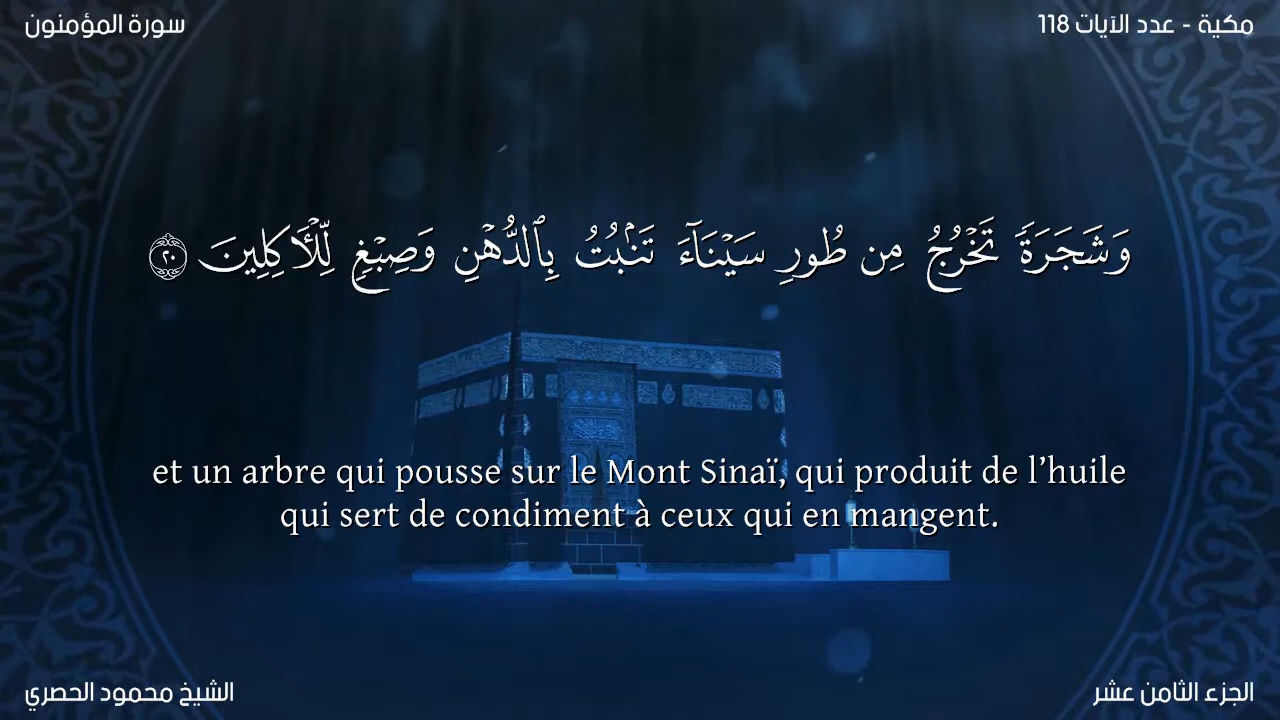 سورة المؤمنون
مكية - عدد الآيات 118
وَشَجَرَةً تَخْرُجُ مِن طُورِ سَيْنَآءَ تَنۢبُتُ بِٱلدُّهْنِ وَصِبْغٍ لِّلْأَكِلِينَ ٢٠
et un arbre qui pousse sur le Mont Sinaï, qui produit de l’huile
qui sert de condiment à ceux qui en mangent.
الشيخ محمود الحصري
الجزء الثامن عشر